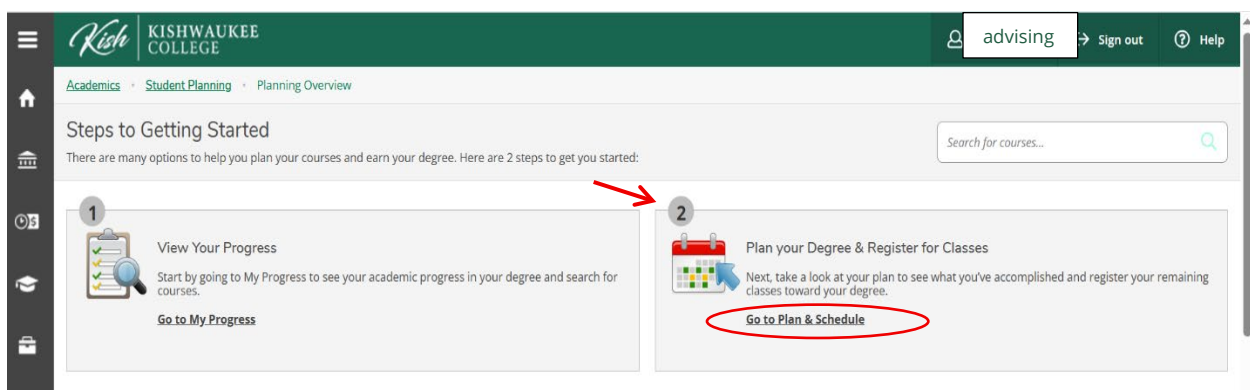 Kish KISHWAUKEE
COLLEGE
advising Sign out ? Help
Academics · Student Planning · Planning Overview
Steps to Getting Started
There are many options to help you plan your courses and earn your degree. Here are 2 steps to get you started:
Search for courses...
1
View Your Progress
Start by going to My Progress to see your academic progress in your degree and search for
courses.
Go to My Progress
2
Plan your Degree & Register for Classes
Next, take a look at your plan to see what you've accomplished and register your remaining
classes toward your degree.
Go to Plan & Schedule